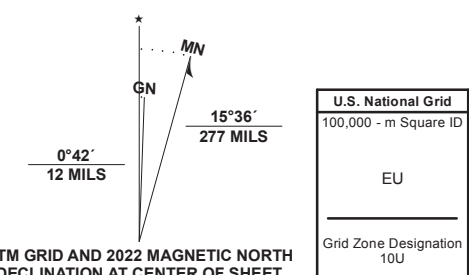 ★
MN
GN
15°36´
277 MILS
0°42´
12 MILS
TM GRID AND 2022 MAGNETIC NORTH
DECLINATION AT CENTER OF SHEET
U.S. National Grid
100,000 - m Square ID
EU
Grid Zone Designation
10U